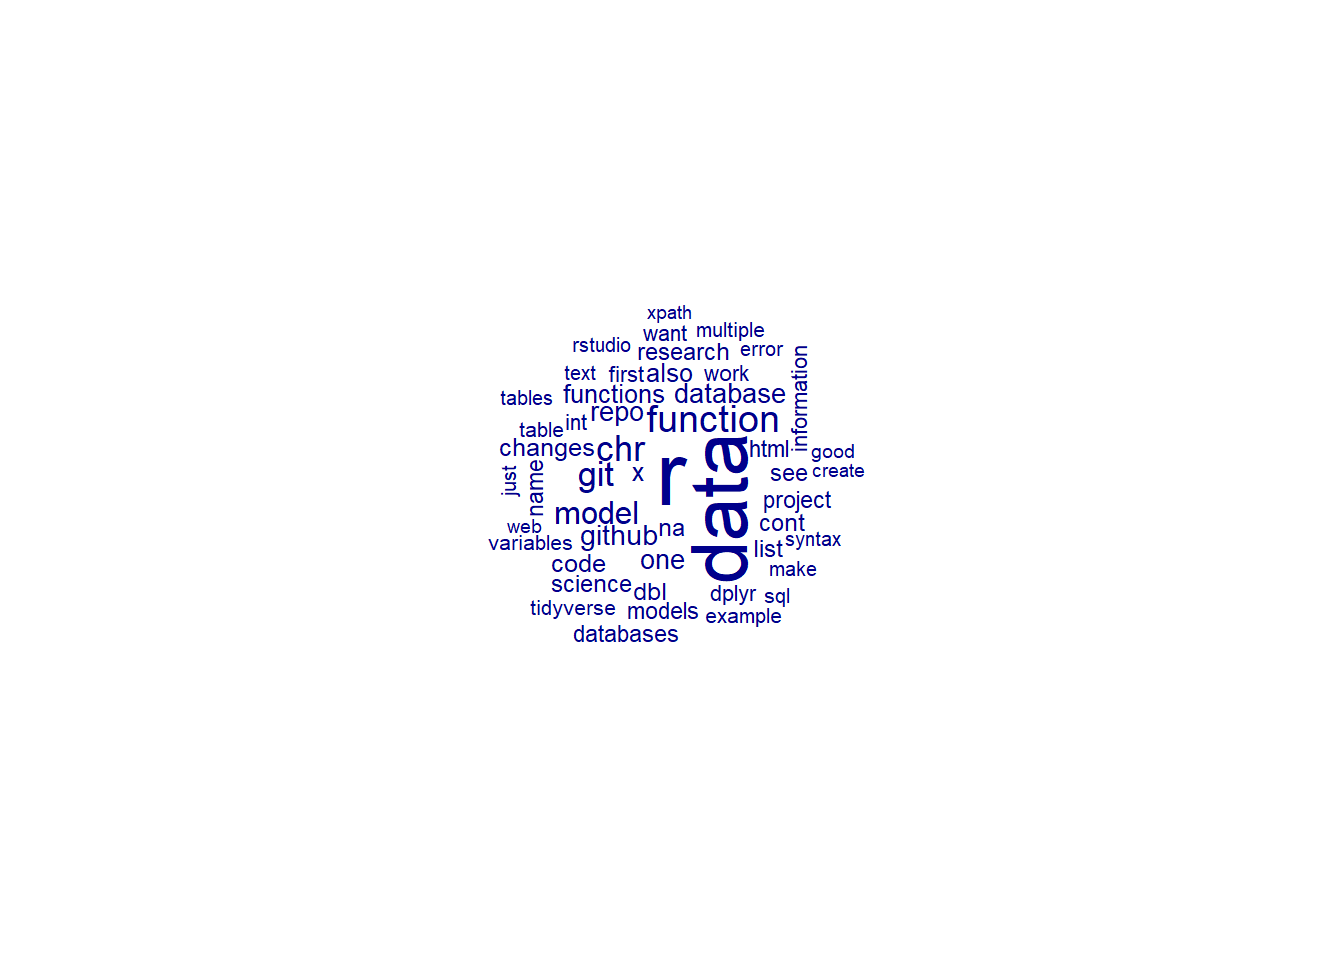 xpath
want multiple
rstudio research error
text first also work information
tables functions database
repo function
table int
changes chr r data html good
just name git x see create
model project
web github na cont
variables list syntax
code one make
science dbl dplyr sql
tidyverse models example
databases